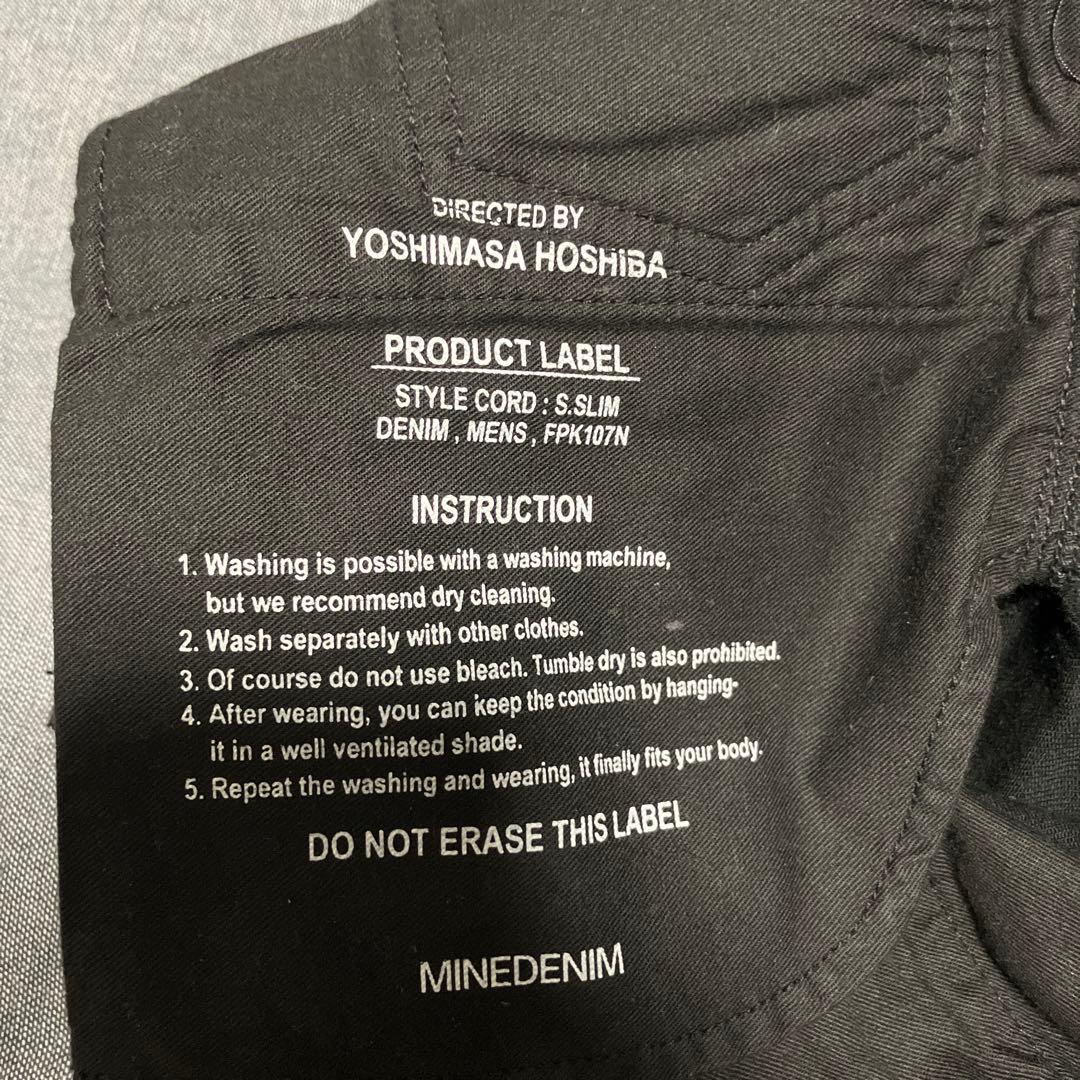 DIRECTED BY
YOSHIMASA HOSHIBA
PRODUCT LABEL
STYLE CORD : S.SLIM
DENIM , MENS , FPK107N
INSTRUCTION
1. Washing is possible with a washing machine,
but we recommend dry cleaning.
2. Wash separately with other clothes.
3. Of course do not use bleach. Tumble dry is also prohibited.
4. After wearing, you can keep the condition by hanging-
it in a well ventilated shade.
5. Repeat the washing and wearing, it finally fits your body.
DO NOT ERASE THIS LABEL
MINEDENIM